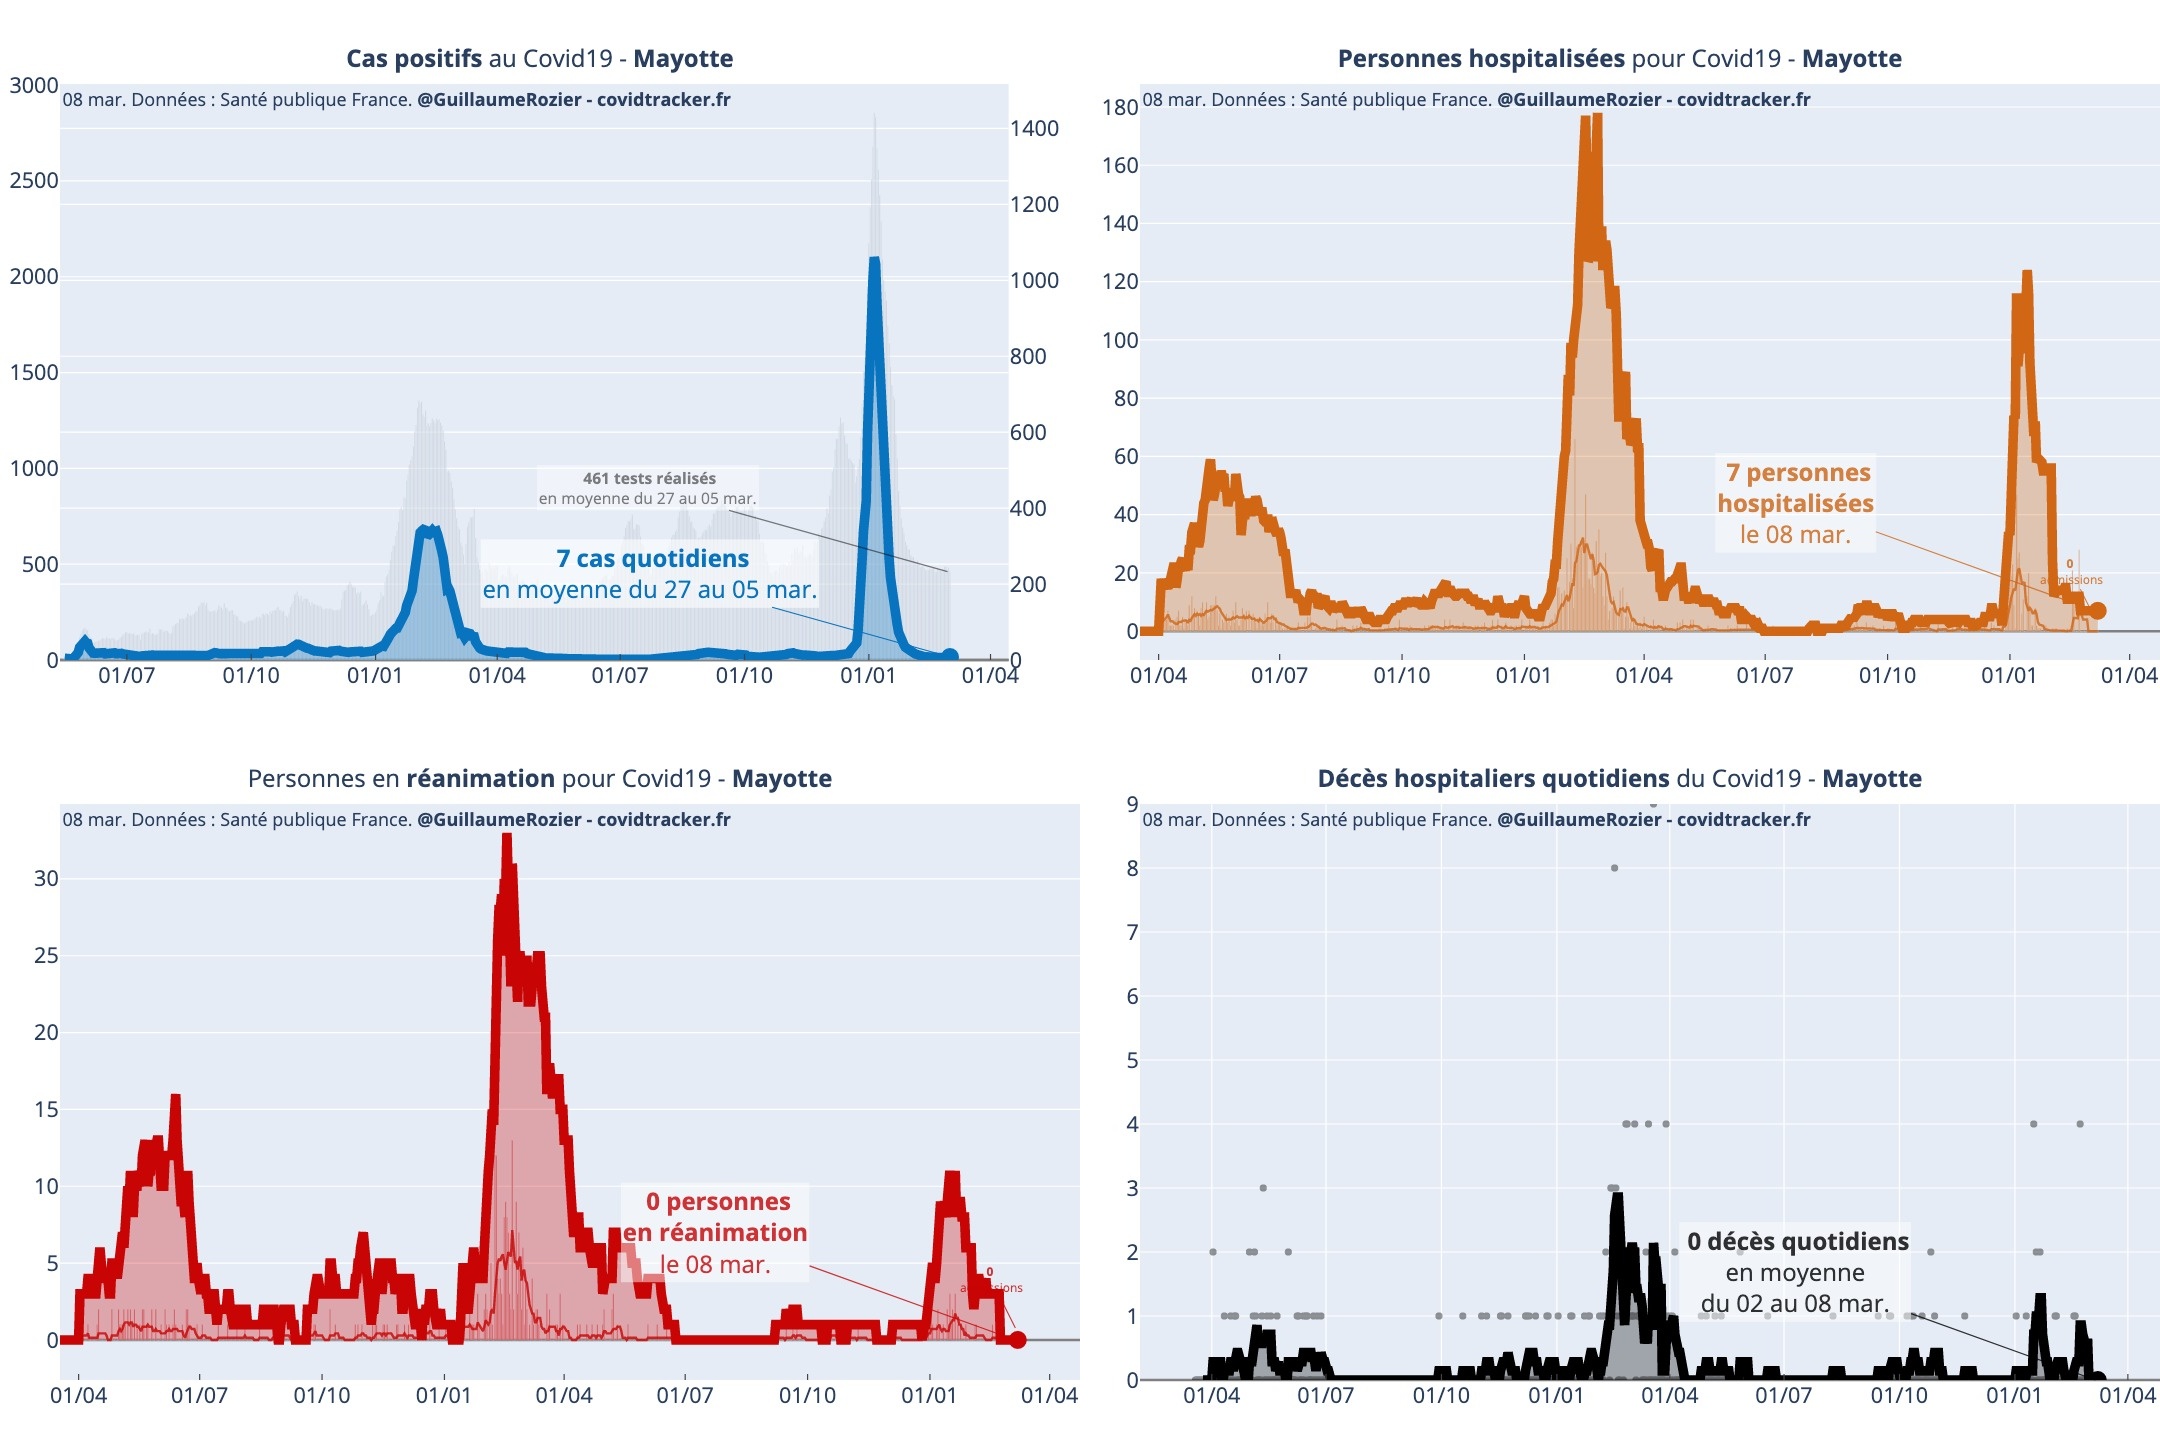 Cas positifs au Covid19 - Mayotte
08 mar. Données : Santé publique France. @GuillaumeRozier - covidtracker.fr
3000
2500
2000
1500
1000
500
0
1400
1200
1000
800
600
400
200
0
461 tests réalisés
en moyenne du 27 au 05 mar.
7 cas quotidiens
en moyenne du 27 au 05 mar.
01/07 01/10 01/01 01/04 01/07 01/10 01/01 01/04
Personnes hospitalisées pour Covid19 - Mayotte
08 mar. Données : Santé publique France. @GuillaumeRozier - covidtracker.fr
180
160
140
120
100
80
60
40
20
0
7 personnes
hospitalisées
le 08 mar.
0
admissions
01/04 01/07 01/10 01/01 01/04 01/07 01/10 01/01 01/04
Personnes en réanimation pour Covid19 - Mayotte
08 mar. Données : Santé publique France. @GuillaumeRozier - covidtracker.fr
30
25
20
15
10
5
0
0 personnes
en réanimation
le 08 mar.
0
admissions
01/04 01/07 01/10 01/01 01/04 01/07 01/10 01/01 01/04
Décès hospitaliers quotidiens du Covid19 - Mayotte
08 mar. Données : Santé publique France. @GuillaumeRozier - covidtracker.fr
9
8
7
6
5
4
3
2
1
0
0 décès quotidiens
en moyenne
du 02 au 08 mar.
01/04 01/07 01/10 01/01 01/04 01/07 01/10 01/01 01/04